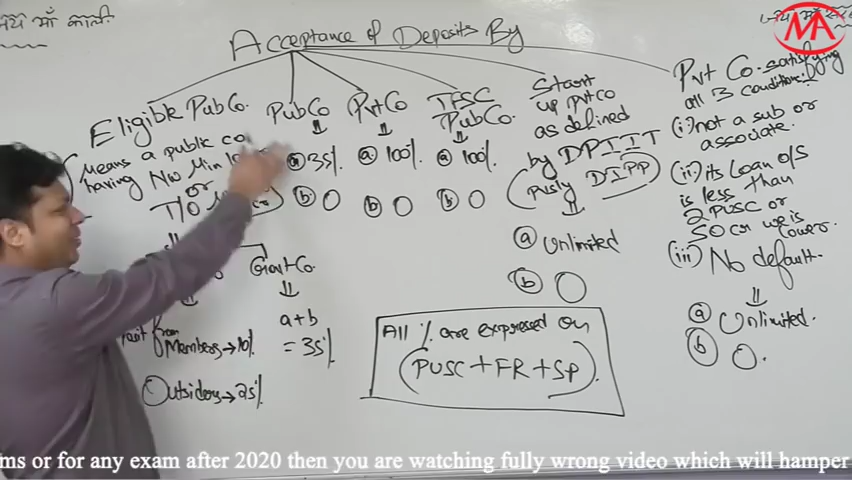 जय माँ काली
MA
Acceptance of Deposits By
Eligible Pub Co.
means a public co
having NW Min
or
T/O
Govt Co.
⇓
a+b
= 35%
from
Members → 10%
Outsiders → 25%
Pub Co
⇓
(a) 35%
(b) 0
Pvt Co
⇓
(a) 100%
(b) 0
IFSC
Pub Co.
⇓
(a) 100%
(b) 0
Start
up Pvt co
as defined
by DPIIT
(Pusly DIPP)
⇓
(a) Unlimited
(b) 0
Pvt Co. satisfying
all 3 conditions:
(i) not a sub or
associate.
(ii) its Loan o/s
is less than
2 PUSC or
50 Cr we is
lower.
(iii) No default.
⇓
(a) Unlimited.
(b) 0.
All % are expressed on
(PUSC + FR + SP).
ms or for any exam after 2020 then you are watching fully wrong video which will hamper